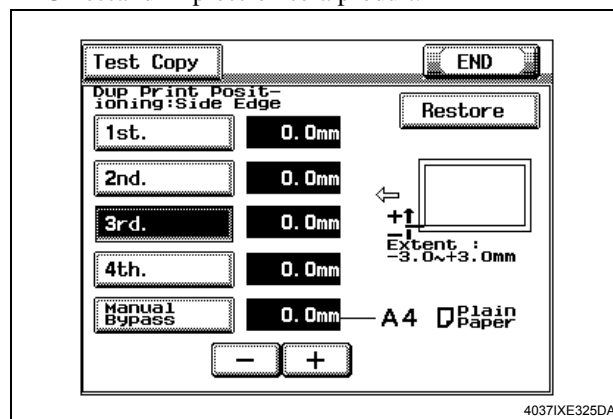 Test Copy
END
Dup Print Posit-
ioning:Side Edge
Restore
1st. 0.0mm
2nd. 0.0mm
3rd. 0.0mm
+
-
Extent :
-3.0~+3.0mm
4th. 0.0mm
Manual
Bypass
0.0mm
A4
Plain
Paper
- +
4037IXE325DA